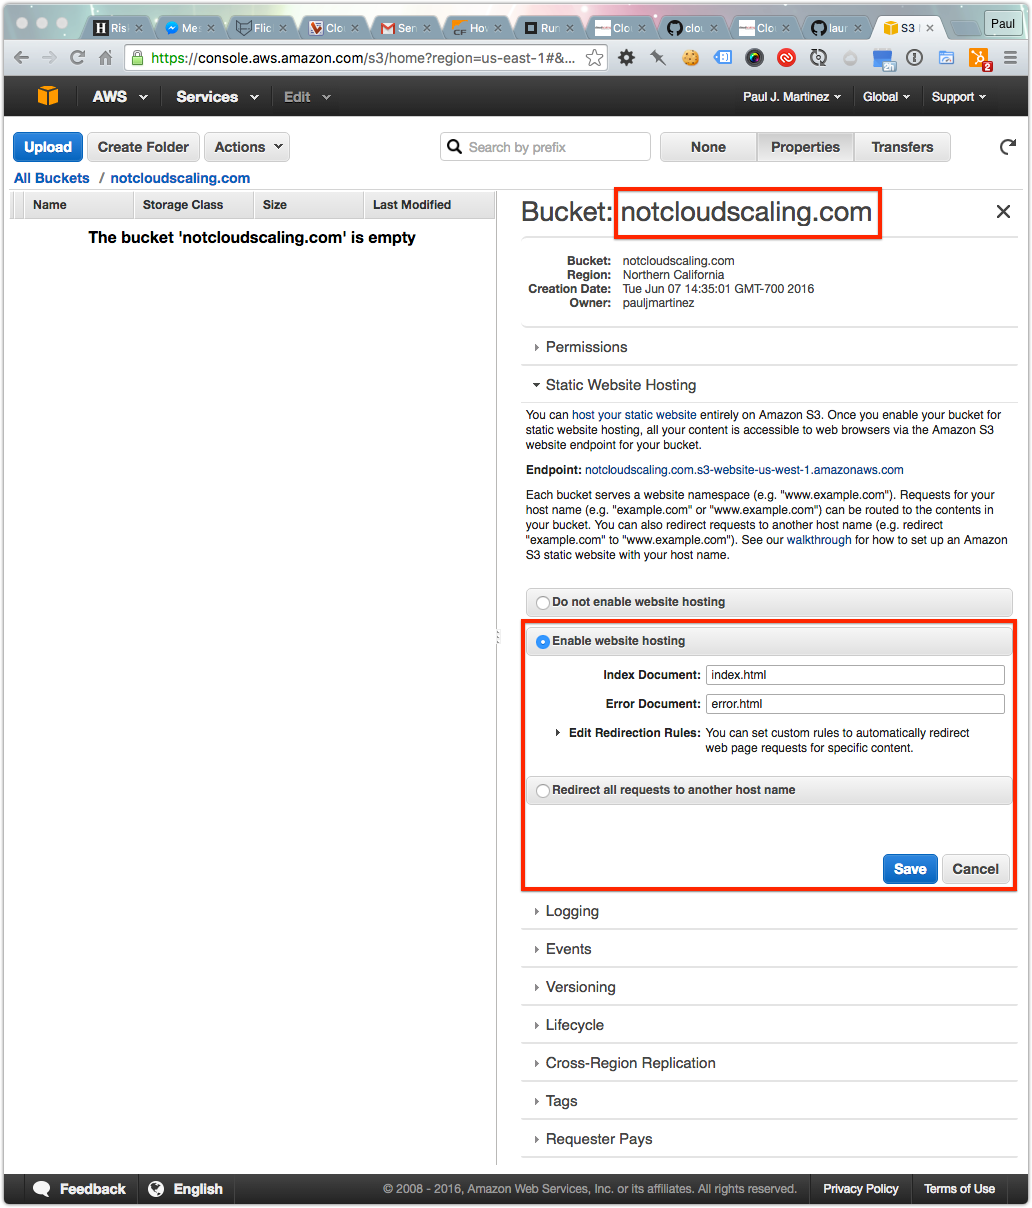 Ris
Me
Flic
Clo
Sen
How
Run
Clo
clou
Clo
laun
S3
Paul
https://console.aws.amazon.com/s3/home?region=us-east-1#&...
AWS Services Edit Paul J. Martinez Global Support
Upload Create Folder Actions Search by prefix None Properties Transfers
All Buckets / notcloudscaling.com
Name Storage Class Size Last Modified
The bucket 'notcloudscaling.com' is empty
Bucket: notcloudscaling.com
Bucket: notcloudscaling.com
Region: Northern California
Creation Date: Tue Jun 07 14:35:01 GMT-700 2016
Owner: pauljmartinez
Permissions
Static Website Hosting
You can host your static website entirely on Amazon S3. Once you enable your bucket for
static website hosting, all your content is accessible to web browsers via the Amazon S3
website endpoint for your bucket.
Endpoint: notcloudscaling.com.s3-website-us-west-1.amazonaws.com
Each bucket serves a website namespace (e.g. "www.example.com"). Requests for your
host name (e.g. "example.com" or "www.example.com") can be routed to the contents in
your bucket. You can also redirect requests to another host name (e.g. redirect
"example.com" to "www.example.com"). See our walkthrough for how to set up an Amazon
S3 static website with your host name.
Do not enable website hosting
Enable website hosting
Index Document: index.html
Error Document: error.html
Edit Redirection Rules: You can set custom rules to automatically redirect
web page requests for specific content.
Redirect all requests to another host name
Save Cancel
Logging
Events
Versioning
Lifecycle
Cross-Region Replication
Tags
Requester Pays
Feedback English © 2008 - 2016, Amazon Web Services, Inc. or its affiliates. All rights reserved. Privacy Policy Terms of Use